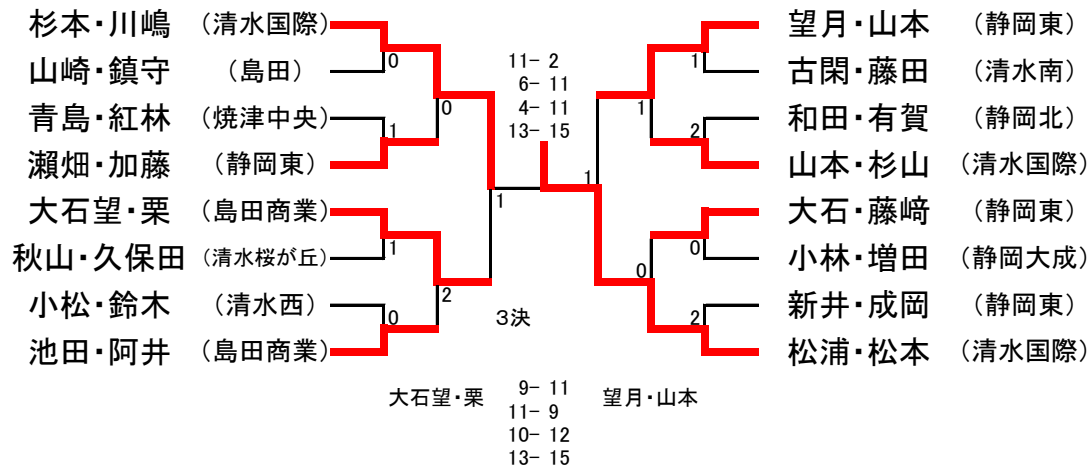 杉本・川嶋 （清水国際） 望月・山本 （静岡東）
0 11- 2 1
山崎・鎮守 （島田） 6- 11 古閑・藤田 （清水南）
0 4- 11 1
青島・紅林 （焼津中央） 13- 15 和田・有賀 （静岡北）
1 2
瀬畑・加藤 （静岡東） 山本・杉山 （清水国際）
1 1
大石望・栗 （島田商業） 大石・藤﨑 （静岡東）
1 0
秋山・久保田 （清水桜が丘） 小林・増田 （静岡大成）
2 0
小松・鈴木 （清水西） 新井・成岡 （静岡東）
0 3決 2
池田・阿井 （島田商業） 松浦・松本 （清水国際）
大石望・栗 9- 11 望月・山本
11- 9
10- 12
13- 15